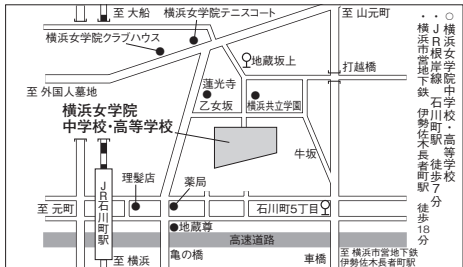 至 大船
横浜女学院テニスコート
至 山元町
横浜女学院クラブハウス
地蔵坂上
打越橋
至 外国人墓地
蓮光寺
乙女坂
横浜共立学園
横浜女学院
中学校・高等学校
牛坂
理髪店
薬局
至 元町
JR石川町駅
石川町5丁目
地蔵尊
高速道路
至 横浜
亀の橋
車橋
至 横浜市営地下鉄
伊勢佐木長者町駅
○横浜女学院中学校・高等学校
・JR根岸線 石川町駅 徒歩7分
・横浜市営地下鉄 伊勢佐木長者町駅 徒歩18分